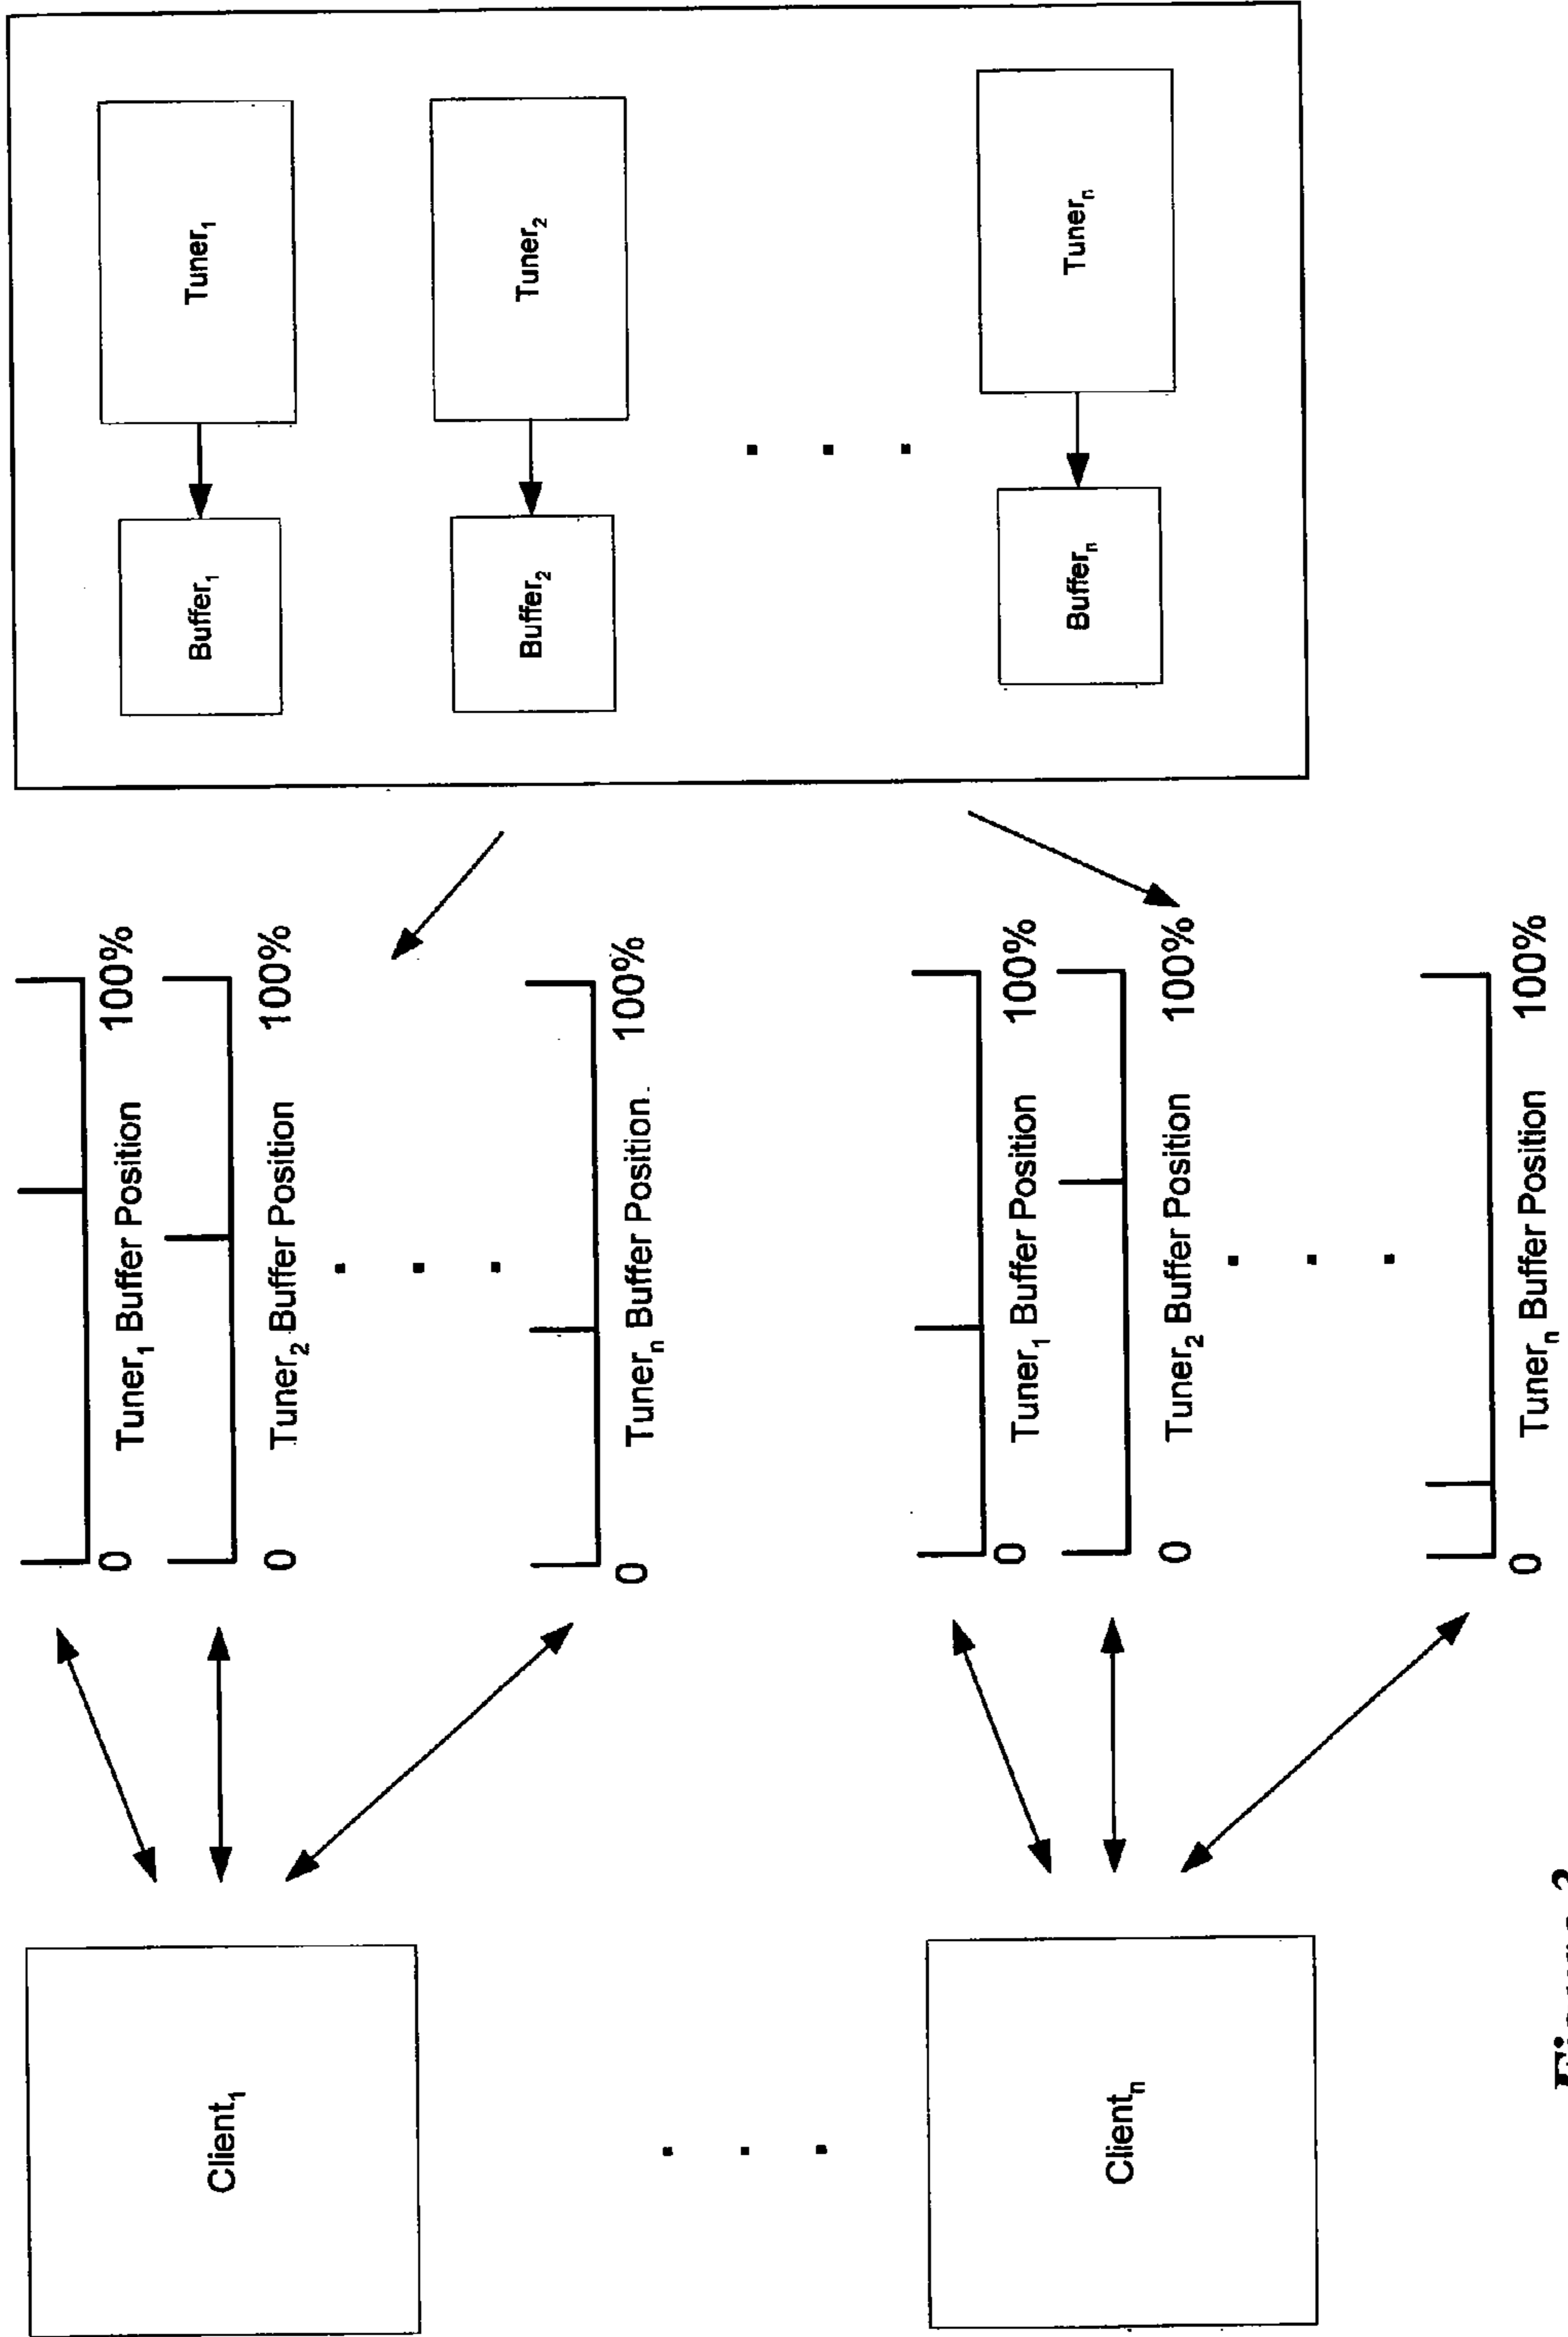 Client₁
0 Tuner₁ Buffer Position 100%
0 Tuner₂ Buffer Position 100%
0 Tunerₙ Buffer Position 100%
Buffer₁
Tuner₁
Buffer₂
Tuner₂
Bufferₙ
Tunerₙ
Clientₙ
0 Tuner₁ Buffer Position 100%
0 Tuner₂ Buffer Position 100%
0 Tunerₙ Buffer Position 100%
Figure